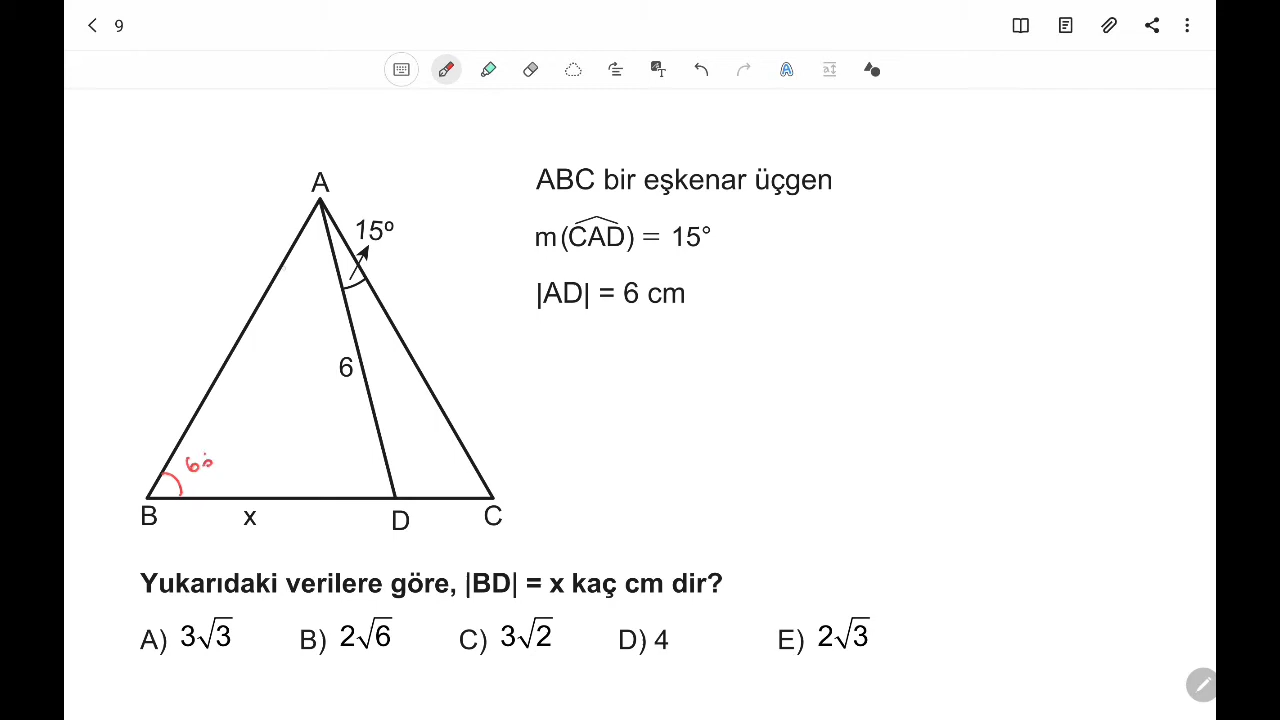 9
A
15º
6
60°
B x D C
ABC bir eşkenar üçgen
m(CAD) = 15°
|AD| = 6 cm
Yukarıdaki verilere göre, |BD| = x kaç cm dir?
A) 3√3 B) 2√6 C) 3√2 D) 4 E) 2√3